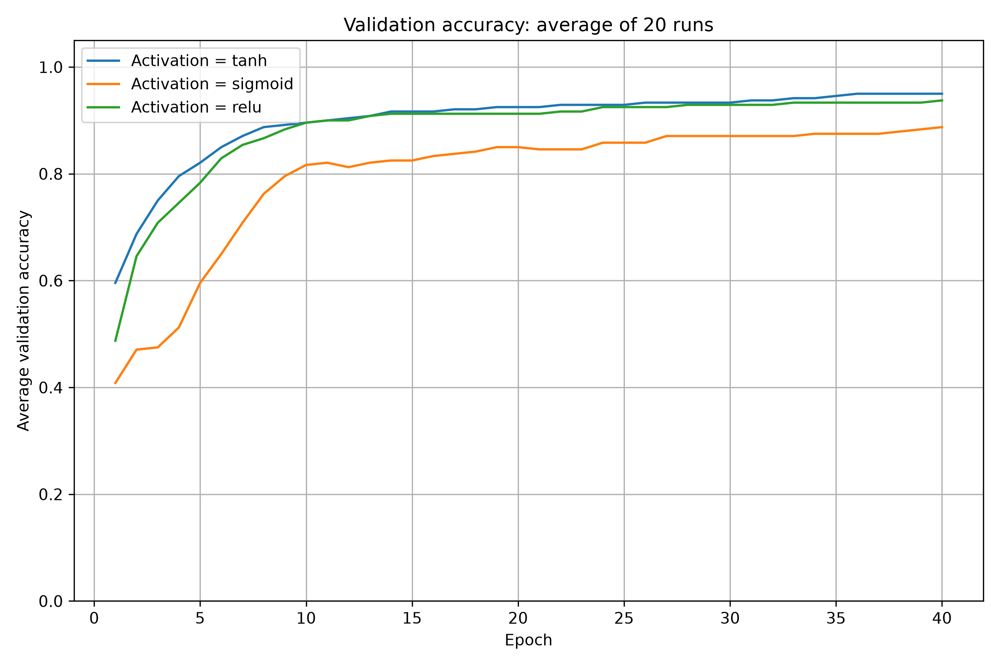 Validation accuracy: average of 20 runs
Activation = tanh
Activation = sigmoid
Activation = relu
1.0
0.8
0.6
0.4
0.2
0.0
Average validation accuracy
0 5 10 15 20 25 30 35 40
Epoch